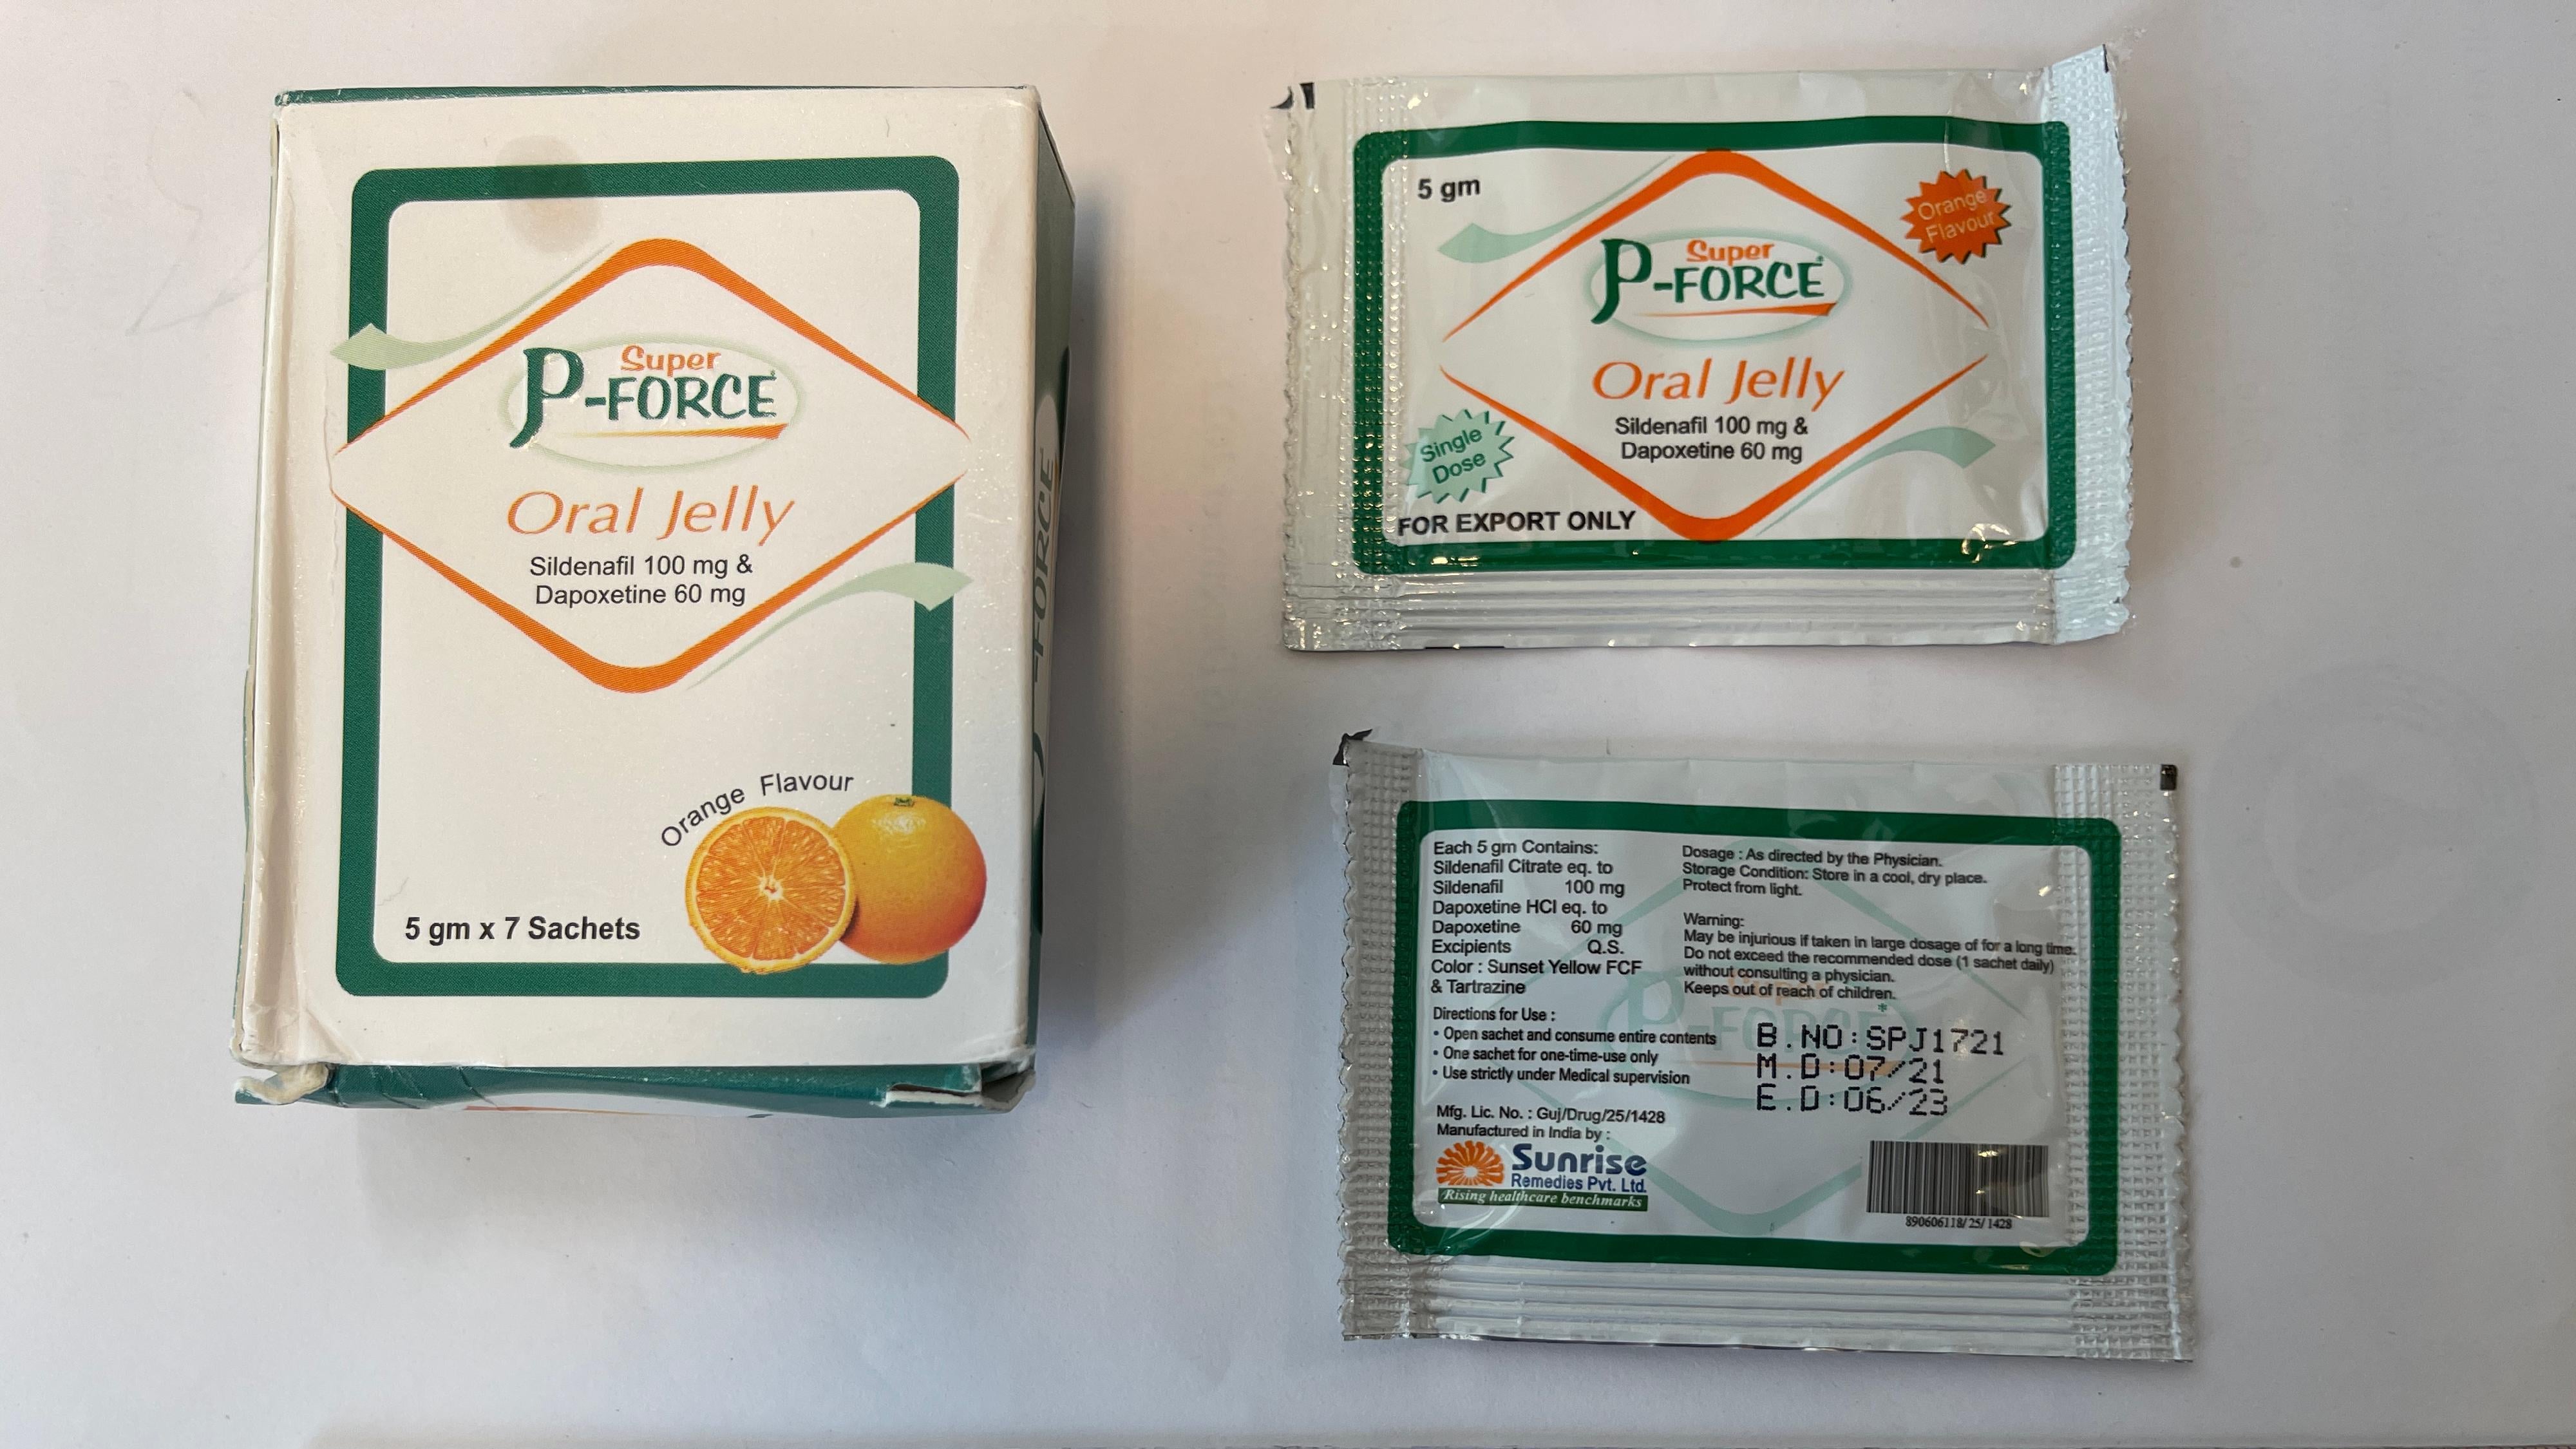 Super
P-FORCE
Oral Jelly
Sildenafil 100 mg &
Dapoxetine 60 mg
Orange Flavour
5 gm x 7 Sachets
-FORCE
5 gm
Orange
Flavour
Super
P-FORCE
Oral Jelly
Sildenafil 100 mg &
Dapoxetine 60 mg
Single
Dose
FOR EXPORT ONLY
Each 5 gm Contains:
Sildenafil Citrate eq. to
Sildenafil 100 mg
Dapoxetine HCl eq. to
Dapoxetine 60 mg
Excipients Q.S.
Color : Sunset Yellow FCF
& Tartrazine
Directions for Use :
• Open sachet and consume entire contents
• One sachet for one-time-use only
• Use strictly under Medical supervision
Mfg. Lic. No. : Guj/Drug/25/1428
Manufactured in India by :
Sunrise
Remedies Pvt. Ltd.
Rising healthcare benchmarks
Dosage : As directed by the Physician.
Storage Condition: Store in a cool, dry place.
Protect from light.
Warning:
May be injurious if taken in large dosage of for a long time.
Do not exceed the recommended dose (1 sachet daily)
without consulting a physician.
Keeps out of reach of children.
P-FORCE
B.NO:SPJ1721
M.D:07/21
E.D:06/23
890606118/25/1428